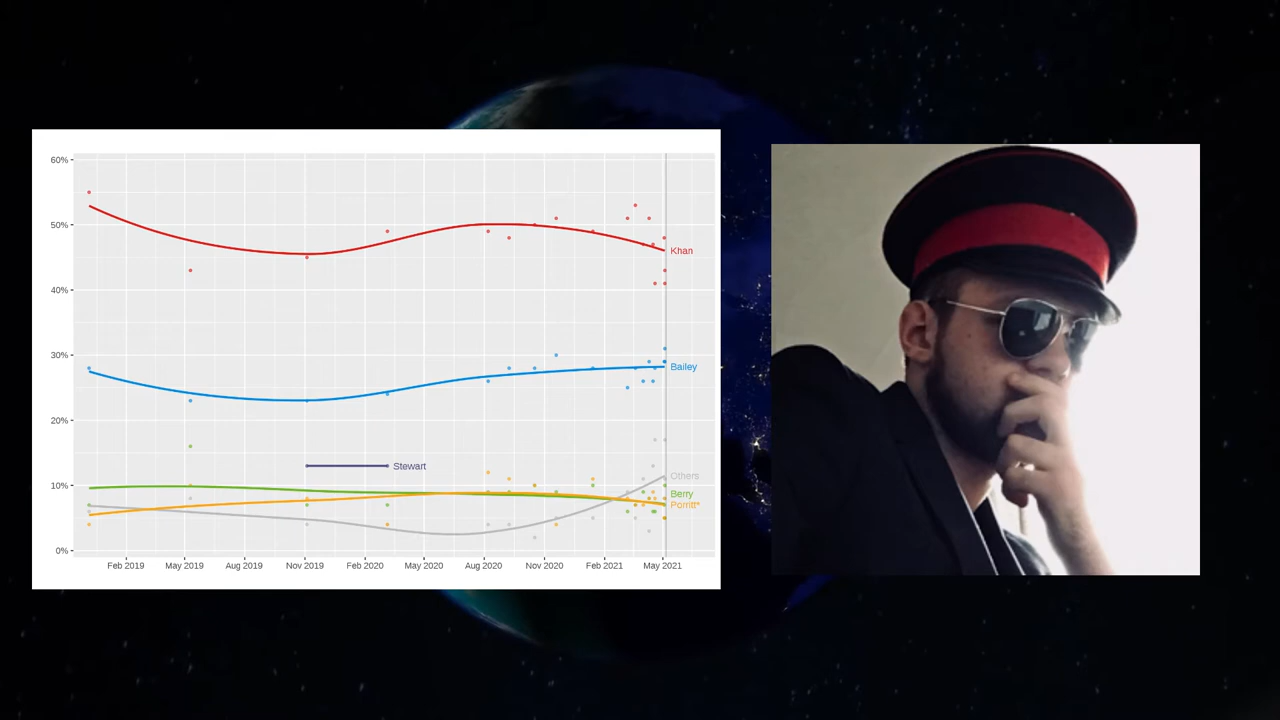 60%
50%
40%
30%
20%
10%
0%
Khan
Bailey
Stewart
Others
Berry
Porritt*
Feb 2019 May 2019 Aug 2019 Nov 2019 Feb 2020 May 2020 Aug 2020 Nov 2020 Feb 2021 May 2021